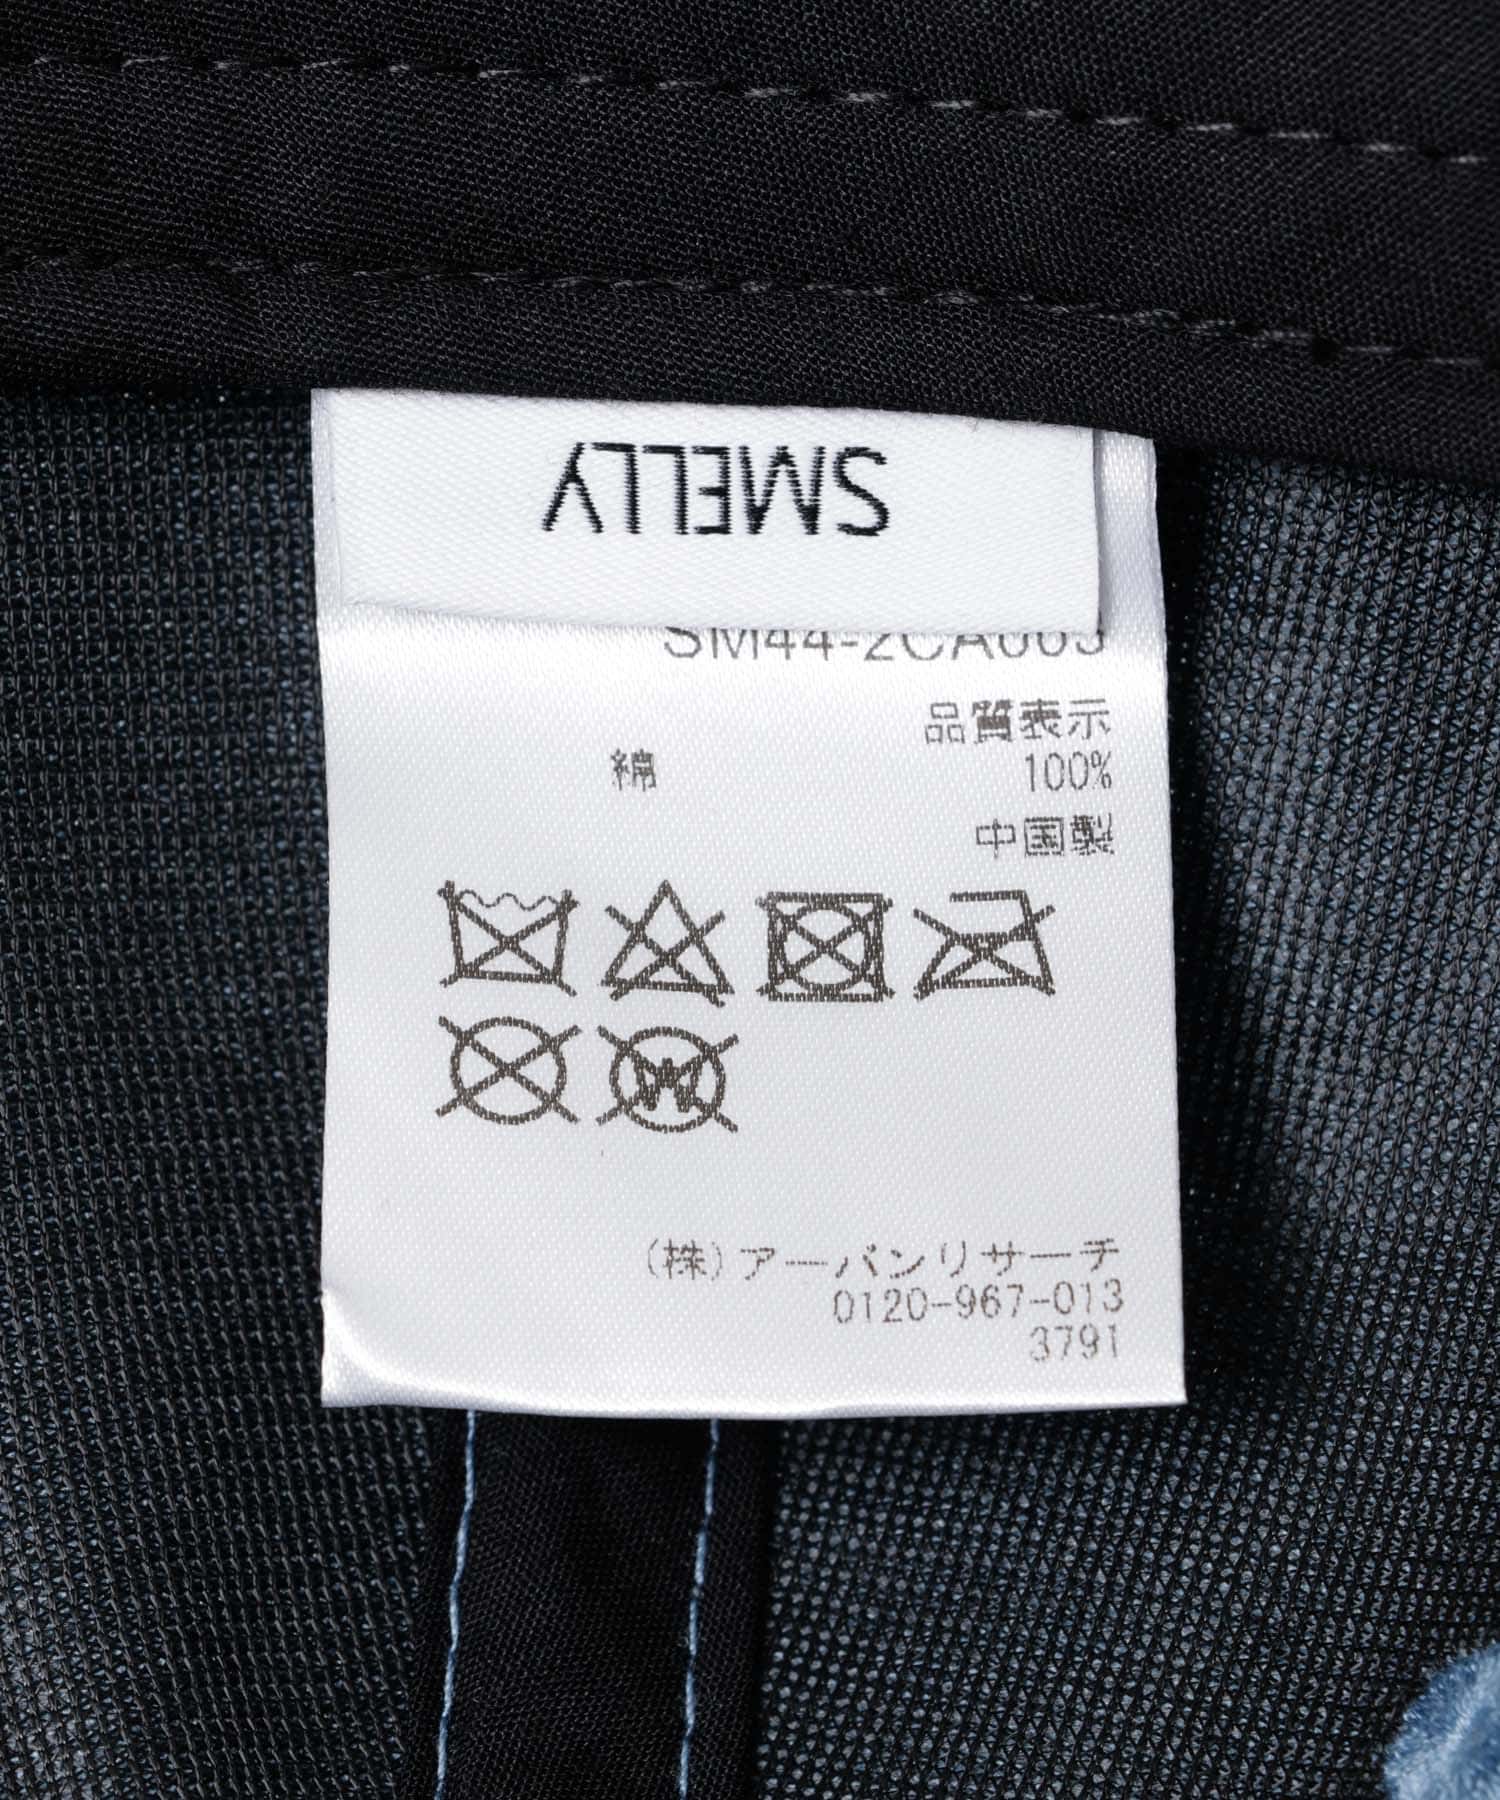 SMELLY
品質表示
綿 100%
中国製
(株)アーバンリサーチ
0120-967-013
3791